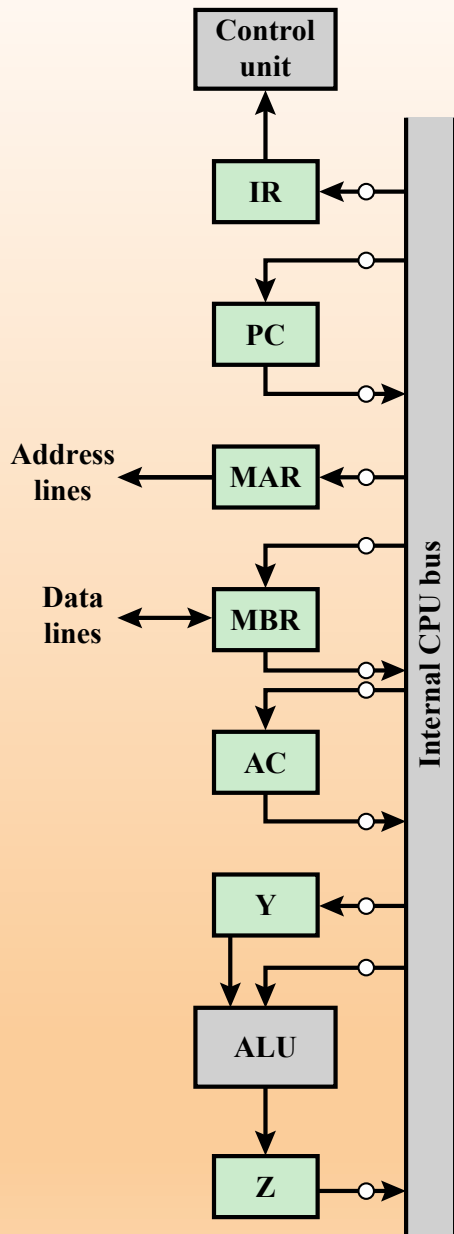 Control
unit
IR
PC
Address
lines
MAR
Data
lines
MBR
Internal CPU bus
AC
Y
ALU
Z